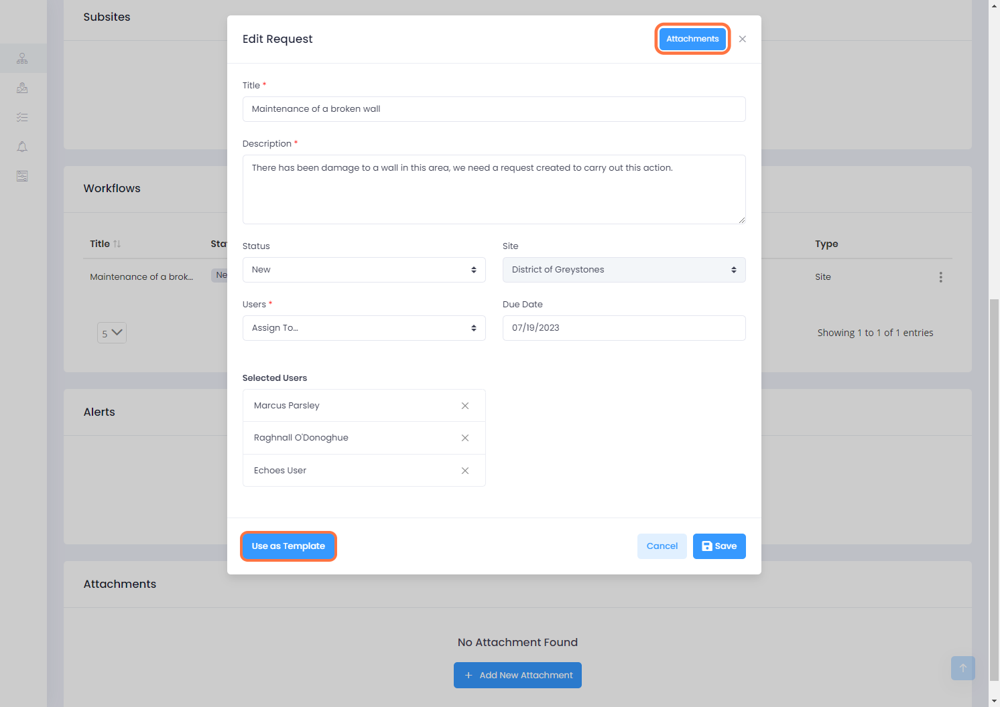 Subsites
Edit Request
Attachments
Title *
Maintenance of a broken wall
Description *
There has been damage to a wall in this area, we need a request created to carry out this action.
Workflows
Status
Site
New
District of Greystones
Title
Type
Maintenance of a brok...
Site
Users *
Due Date
Assign To...
07/19/2023
5
Showing 1 to 1 of 1 entries
Selected Users
Marcus Parsley
Raghnall O'Donoghue
Echoes User
Alerts
Use as Template
Cancel
Save
Attachments
No Attachment Found
+ Add New Attachment